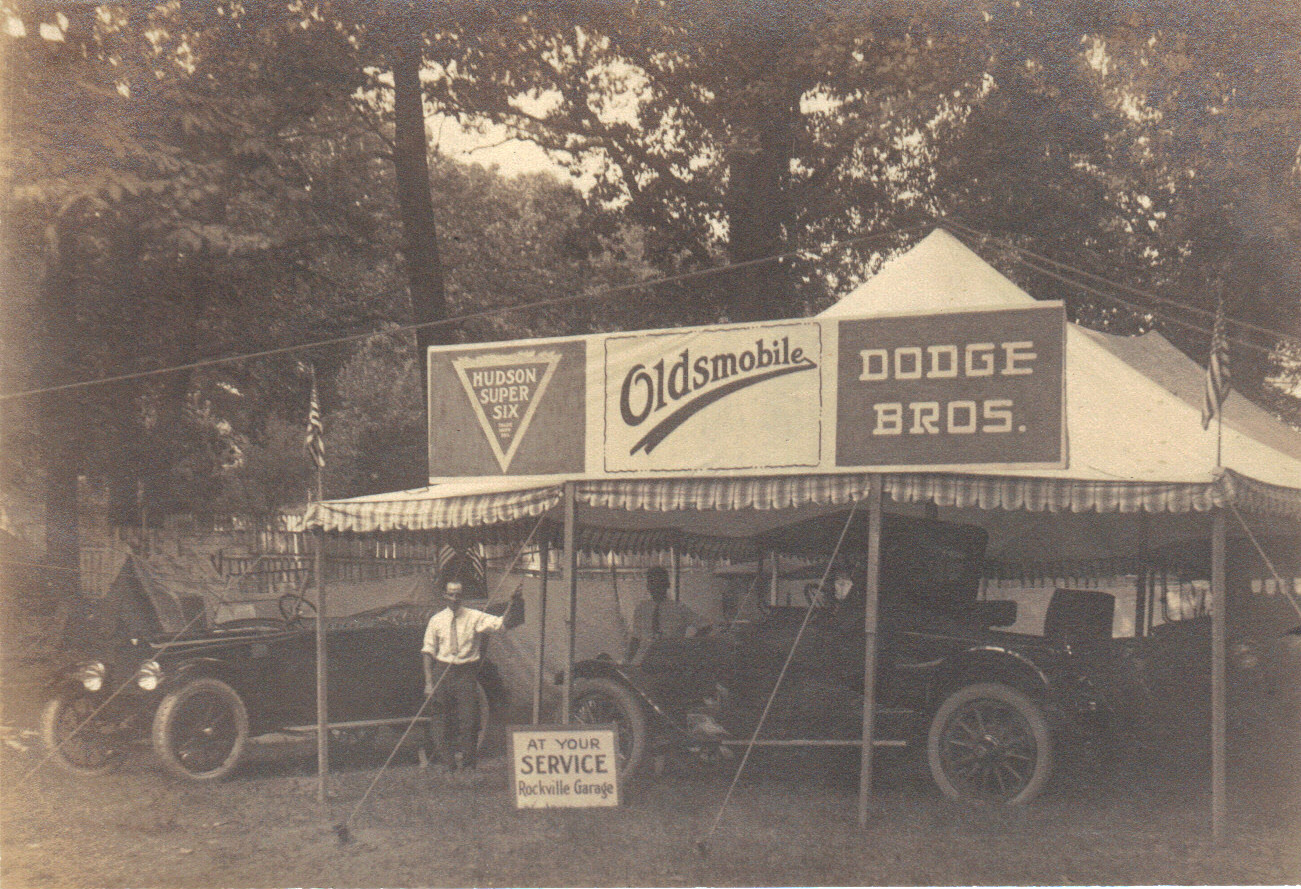 HUDSON
SUPER
SIX
Oldsmobile
DODGE
BROS.
AT YOUR
SERVICE
Rockville Garage